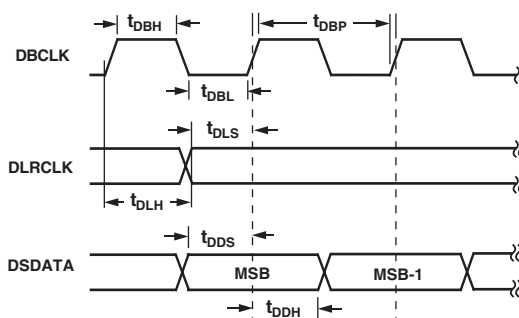 tDBH
tDBP
DBCLK
tDBL
tDLS
DLRCLK
tDLH
tDDS
DSDATA
MSB
MSB-1
tDDH